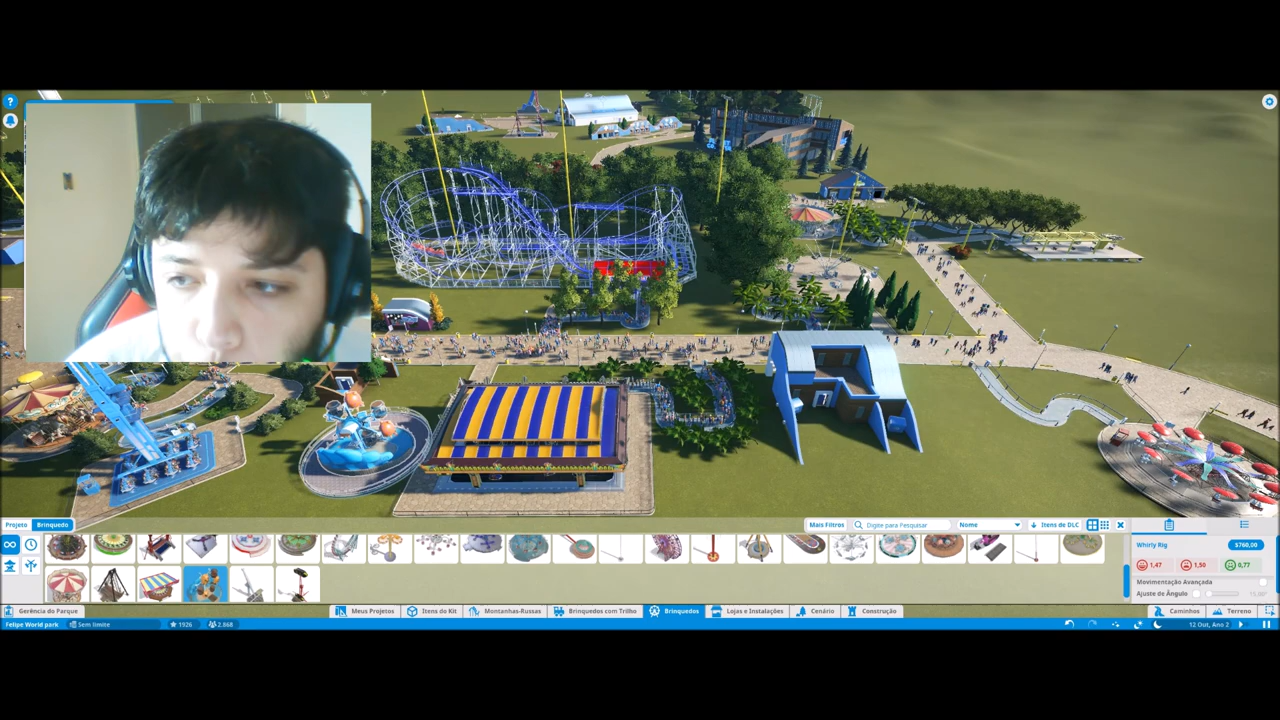 ?
Projeto Brinquedo
Mais Filtros Digite para Pesquisar Nome Itens de DLC
Whirly Rig $760,00
1,47 1,50 0,77
Movimentação Avançada
Ajuste de Ângulo
Gerência do Parque Meus Projetos Itens do Kit Montanhas-Russas Brinquedos com Trilho Brinquedos Lojas e Instalações Cenário Construção Caminhos Terreno
Felipe World park Sem limite 1926 2.868 12 Out, Ano 2